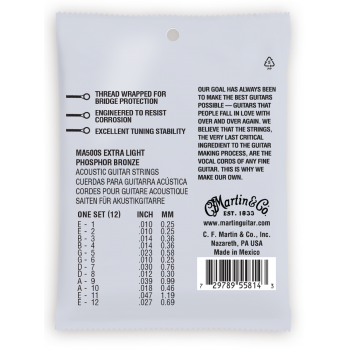 THREAD WRAPPED FOR
BRIDGE PROTECTION
ENGINEERED TO RESIST
CORROSION
EXCELLENT TUNING STABILITY
MA500S EXTRA LIGHT
PHOSPHOR BRONZE
ACOUSTIC GUITAR STRINGS
CUERDAS PARA GUITARRA ACÚSTICA
CORDES POUR GUITARE ACOUSTIQUE
SAITEN FÜR AKUSTIKGITARRE
ONE SET (12) INCH MM
E - 1 .010 0.25
E - 2 .010 0.25
B - 3 .014 0.36
B - 4 .014 0.36
G - 5 .023 0.58
G - 6 .010 0.25
D - 7 .030 0.76
D - 8 .012 0.30
A - 9 .039 0.99
A - 10 .018 0.46
E - 11 .047 1.19
E - 12 .027 0.69
OUR GOAL HAS ALWAYS BEEN
TO MAKE THE BEST GUITARS
POSSIBLE — GUITARS THAT
PEOPLE FALL IN LOVE WITH
OVER AND OVER AGAIN. WE
BELIEVE THAT THE STRINGS,
THE VERY LAST CRITICAL
INGREDIENT TO THE GUITAR
MAKING PROCESS, ARE THE
VOCAL CORDS OF ANY FINE
GUITAR. THIS IS WHY WE
MAKE OUR OWN.
Martin & Co.
EST. 1833
www.martinguitar.com
C. F. Martin & Co., Inc.
Nazareth, PA USA
Made in Mexico
7 29789 55814 3